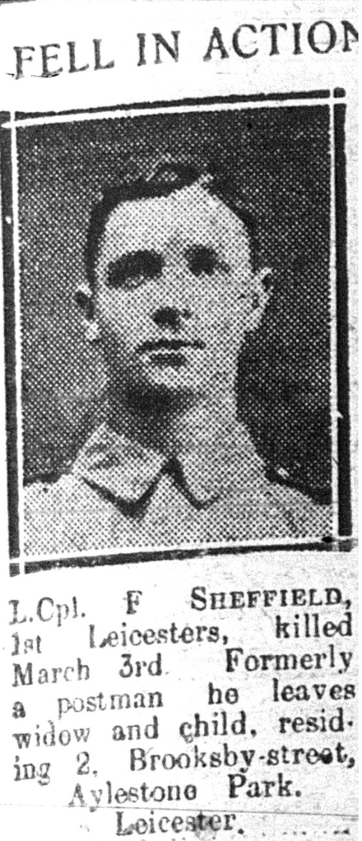 FELL IN ACTION
L.Cpl. F SHEFFIELD,
1st Leicesters, killed
March 3rd. Formerly
a postman he leaves
widow and child, resid-
ing 2, Brooksby-street,
Aylestone Park.
Leicester.